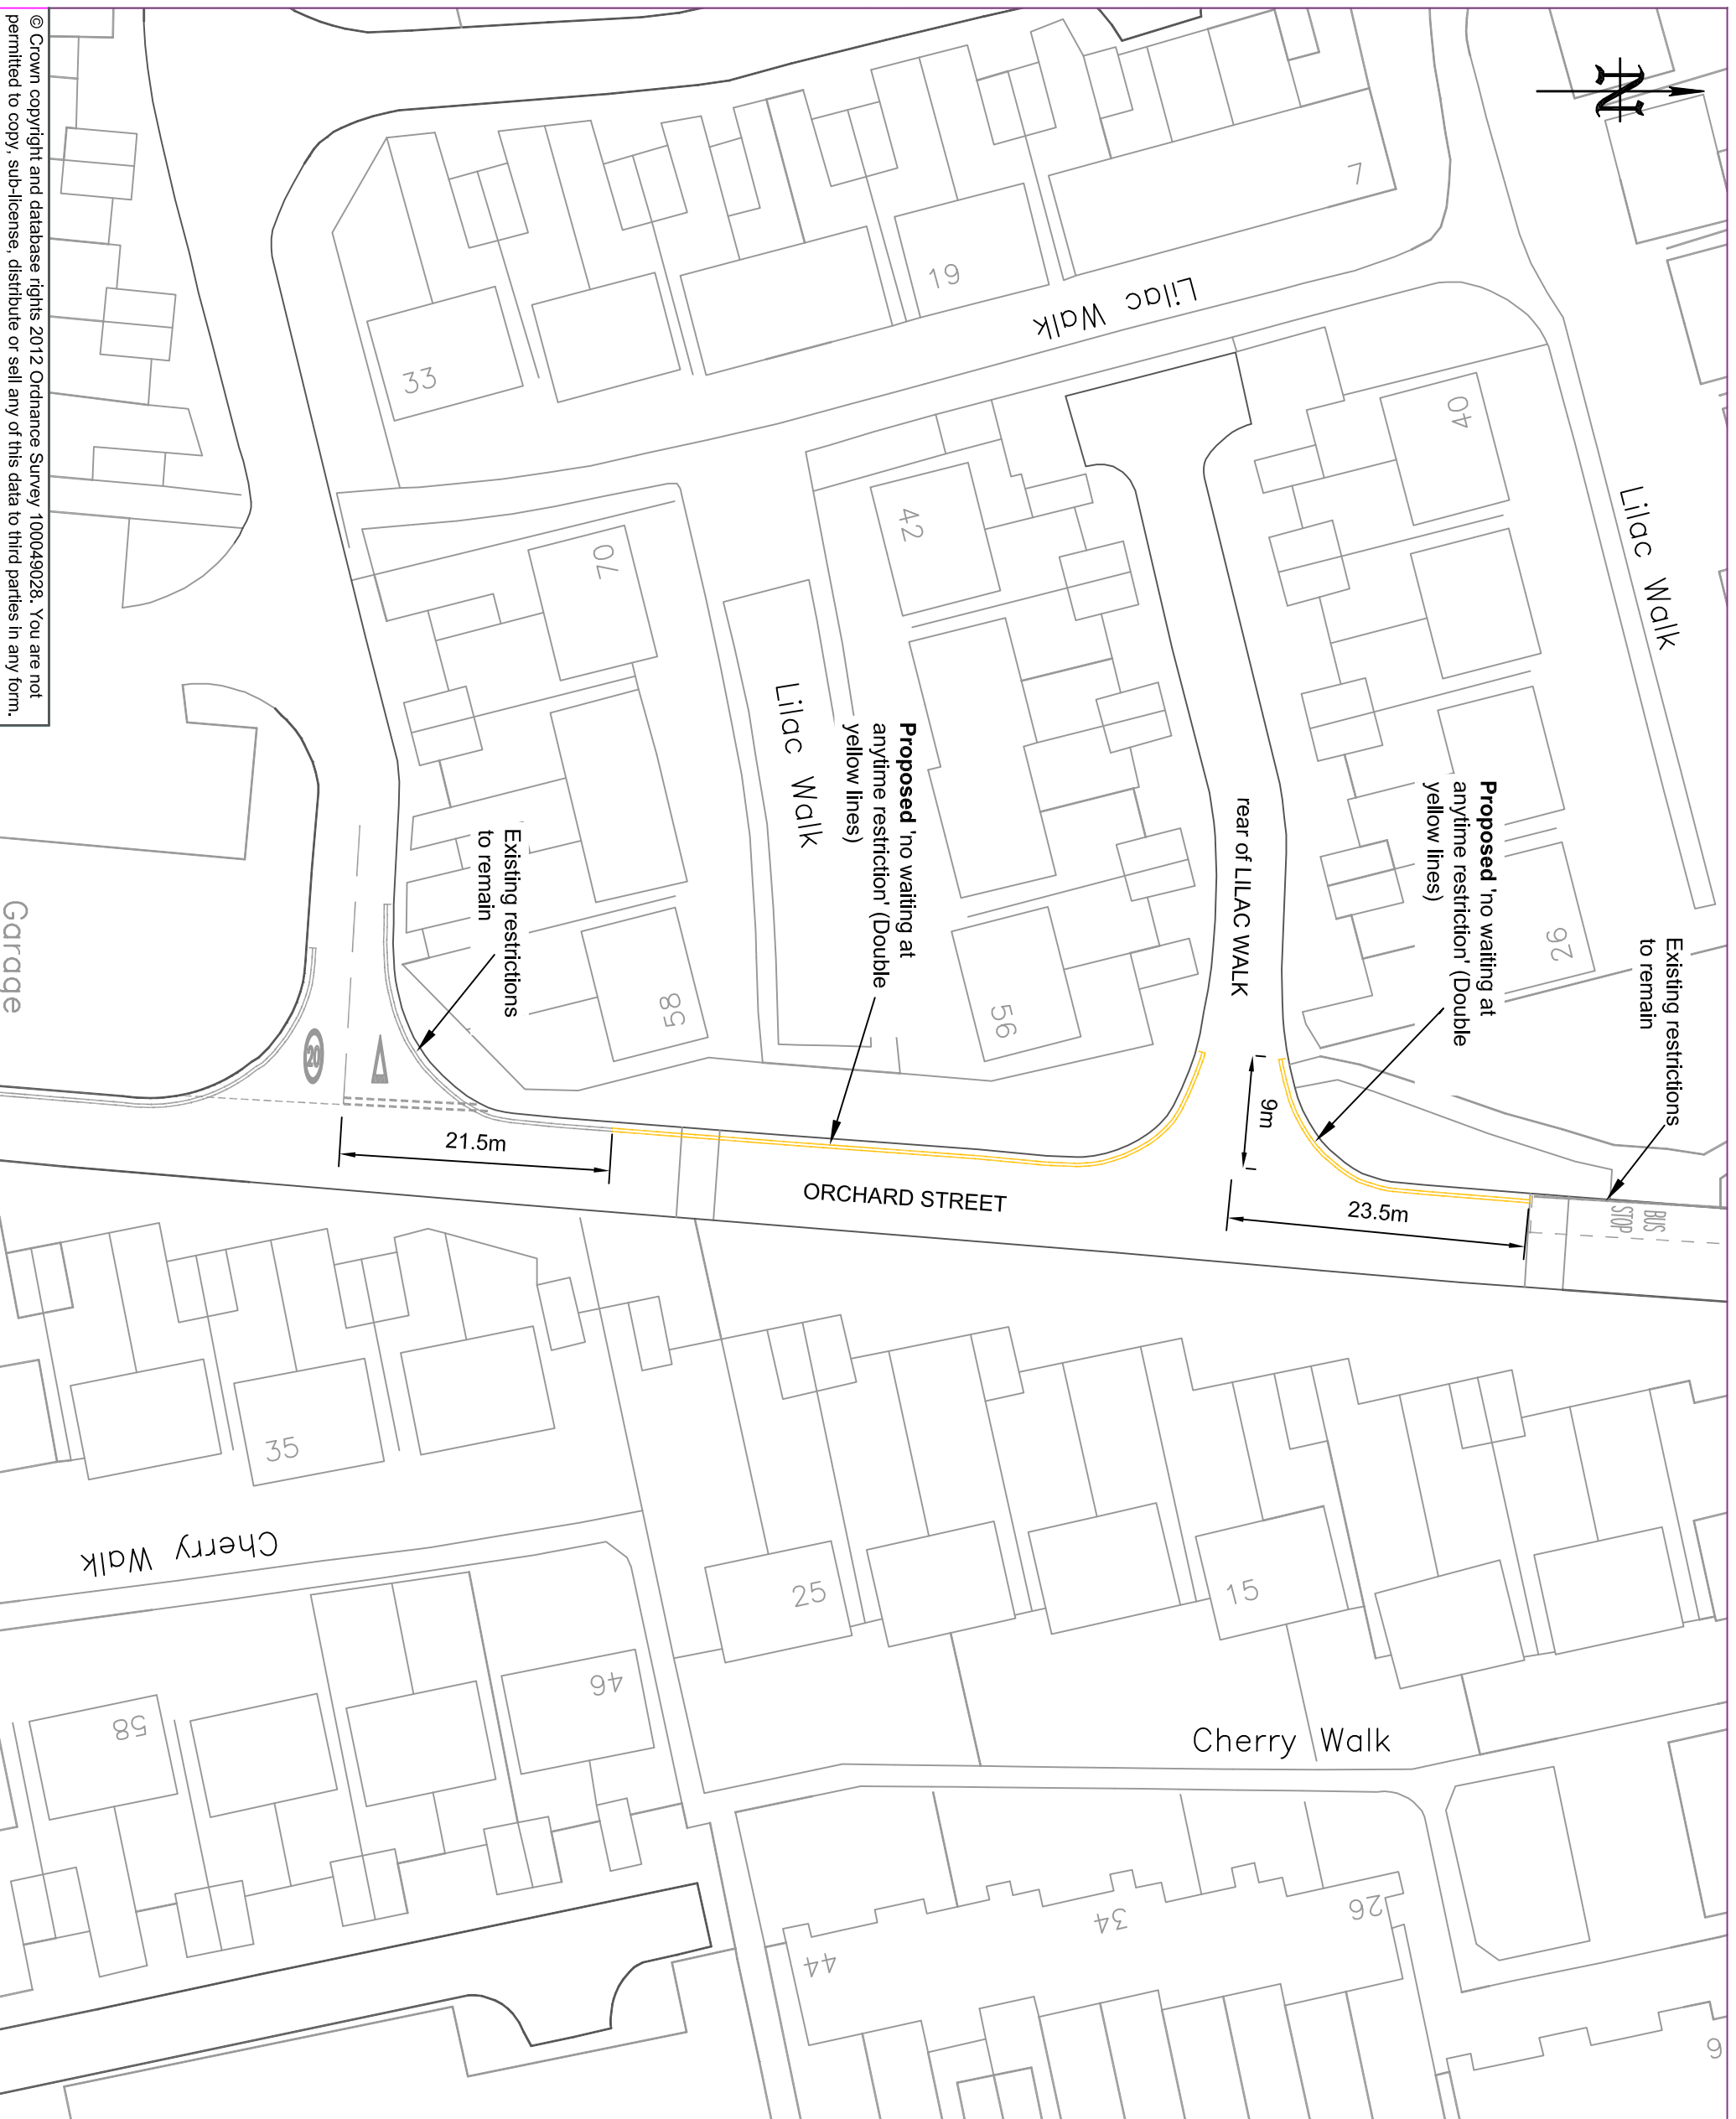 N
7
19
33
Lilac Walk
40
42
70
Lilac Walk
Lilac Walk
26
56
58
Proposed 'no waiting at
anytime restriction' (Double
yellow lines)
Proposed 'no waiting at
anytime restriction' (Double
yellow lines)
Existing restrictions
to remain
Existing restrictions
to remain
rear of LILAC WALK
9m
21.5m
23.5m
ORCHARD STREET
BUS
STOP
20
Garage
35
25
15
Cherry Walk
46
58
Cherry Walk
26
34
44
6
© Crown copyright and database rights 2012 Ordnance Survey 100049028. You are not
permitted to copy, sub-license, distribute or sell any of this data to third parties in any form.